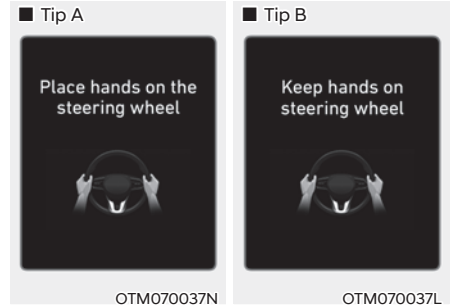 ■ Tip A
Place hands on the
steering wheel
OTM070037N
■ Tip B
Keep hands on
steering wheel
OTM070037L